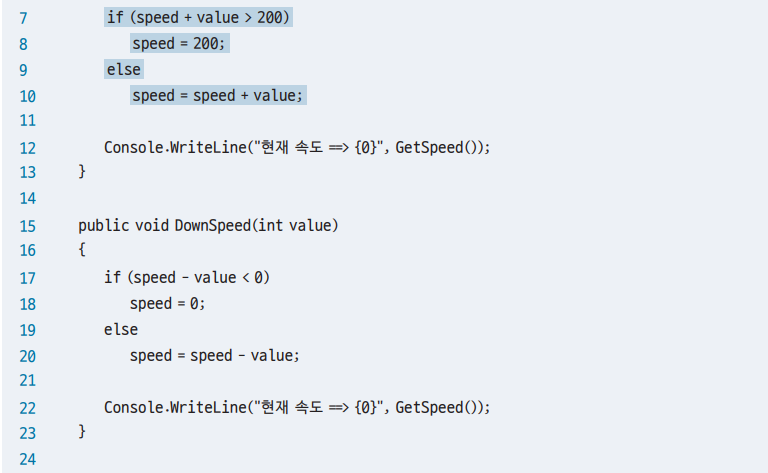 7 if (speed + value > 200)
8 speed = 200;
9 else
10 speed = speed + value;
11
12 Console.WriteLine("현재 속도 ==> {0}", GetSpeed());
13 }
14
15 public void DownSpeed(int value)
16 {
17 if (speed - value < 0)
18 speed = 0;
19 else
20 speed = speed - value;
21
22 Console.WriteLine("현재 속도 ==> {0}", GetSpeed());
23 }
24